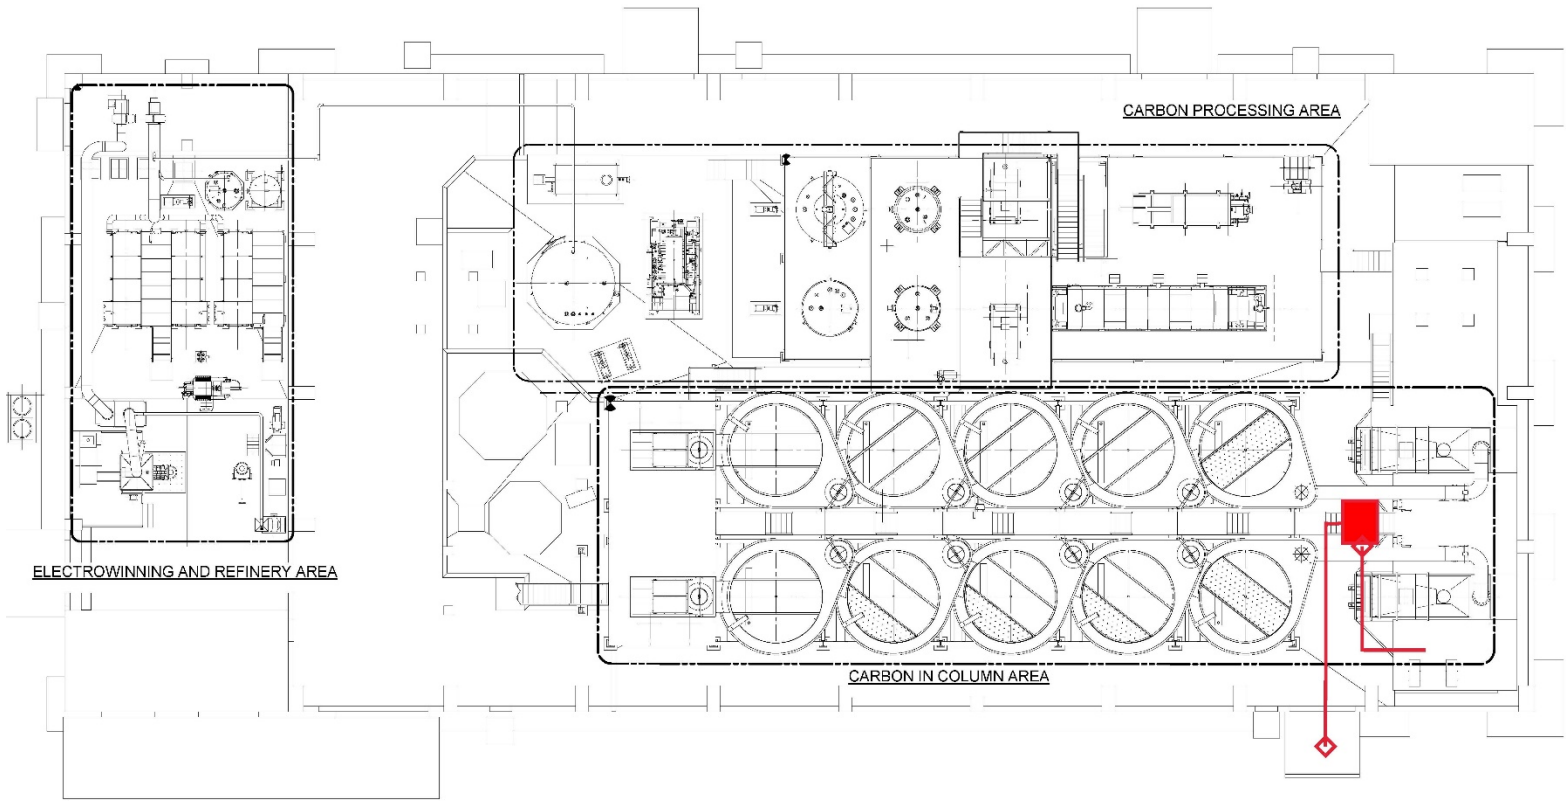 CARBON PROCESSING AREA
ELECTROWINNING AND REFINERY AREA
CARBON IN COLUMN AREA